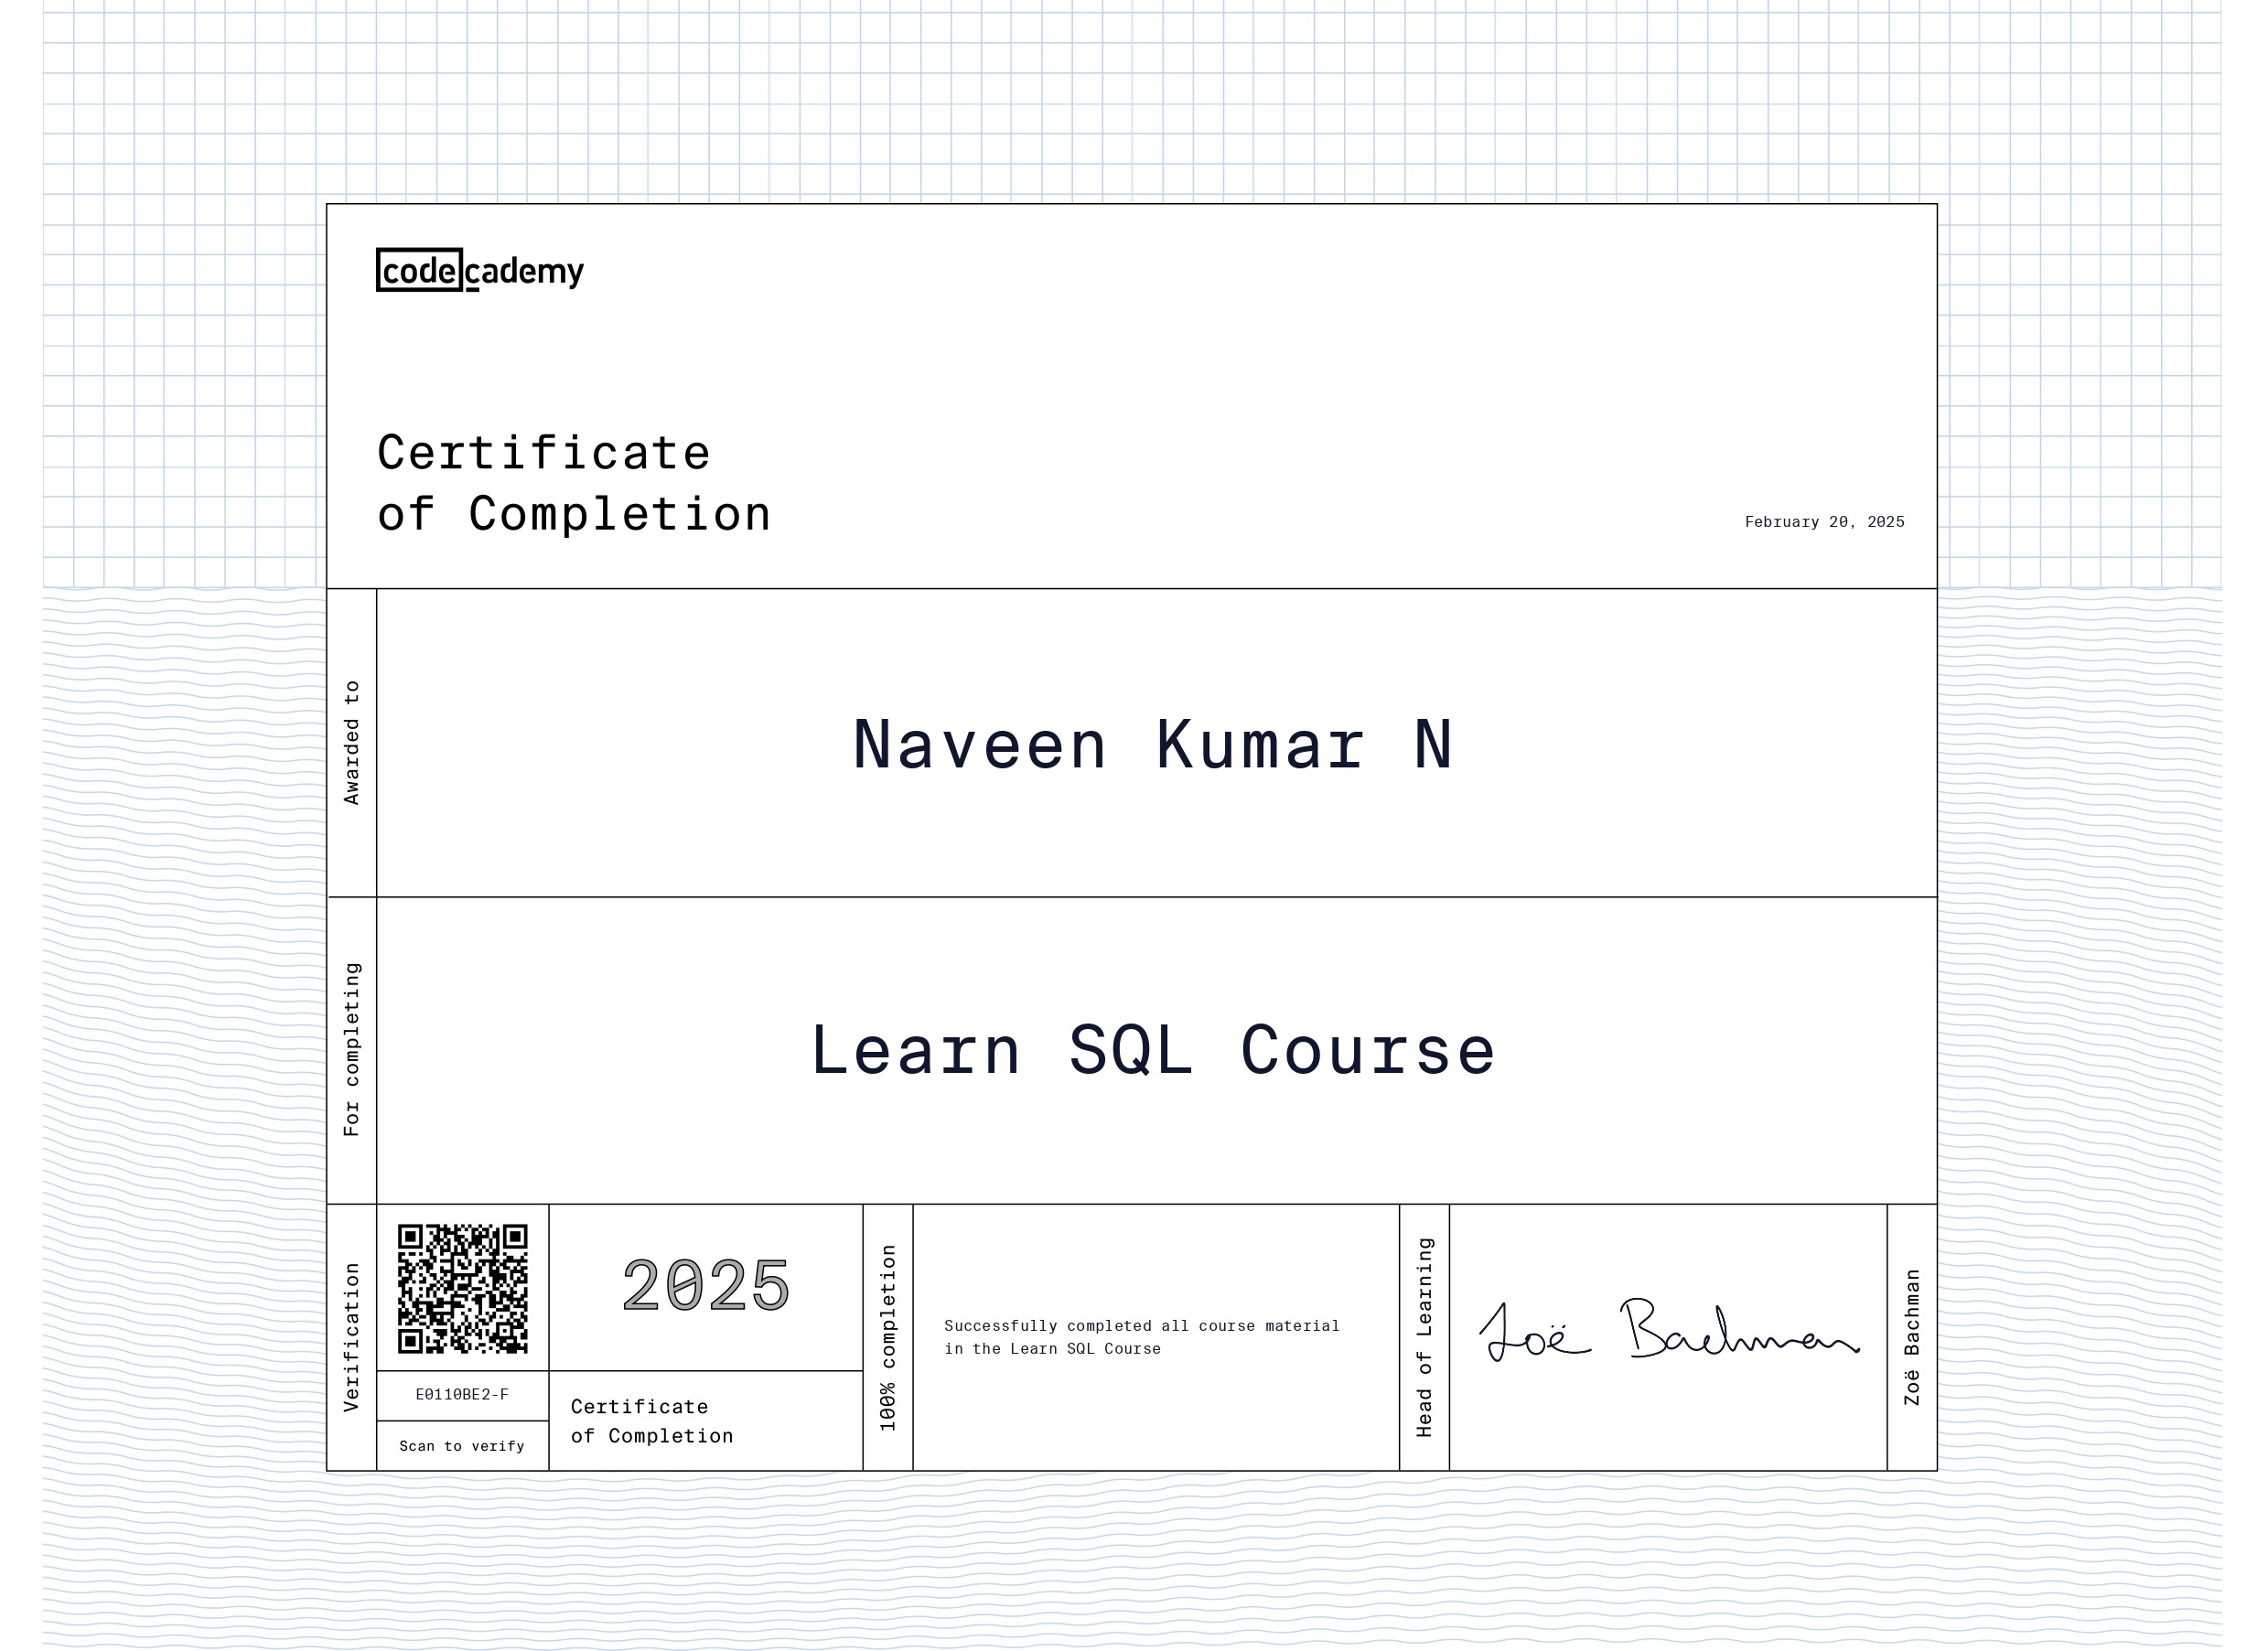 codecademy
Certificate
of Completion
February 20, 2025
Awarded to
Naveen Kumar N
For completing
Learn SQL Course
Verification
E0110BE2-F
Scan to verify
2025
Certificate
of Completion
100% completion
Successfully completed all course material
in the Learn SQL Course
Head of Learning
Zoë Bachman
Zoë Bachman